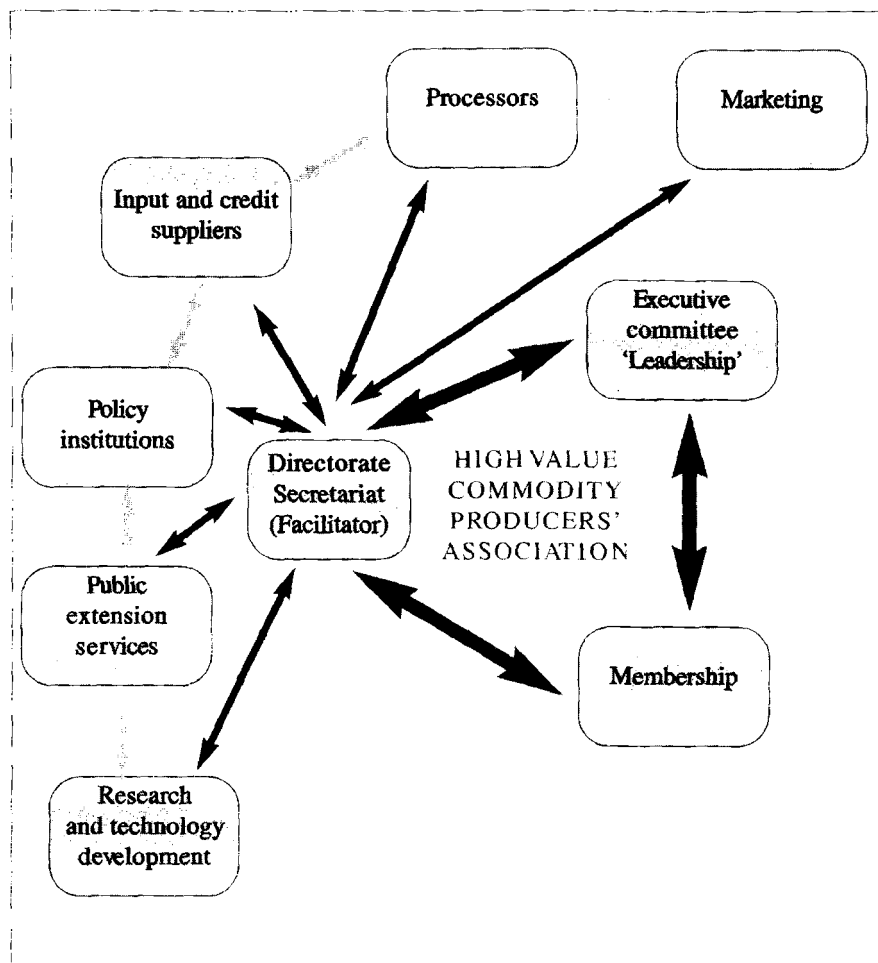 Processors
Marketing
Input and credit
suppliers
Executive
committee
'Leadership'
Policy
institutions
Directorate
Secretariat
(Facilitator)
HIGH VALUE
COMMODITY
PRODUCERS'
ASSOCIATION
Public
extension
services
Membership
Research
and technology
development